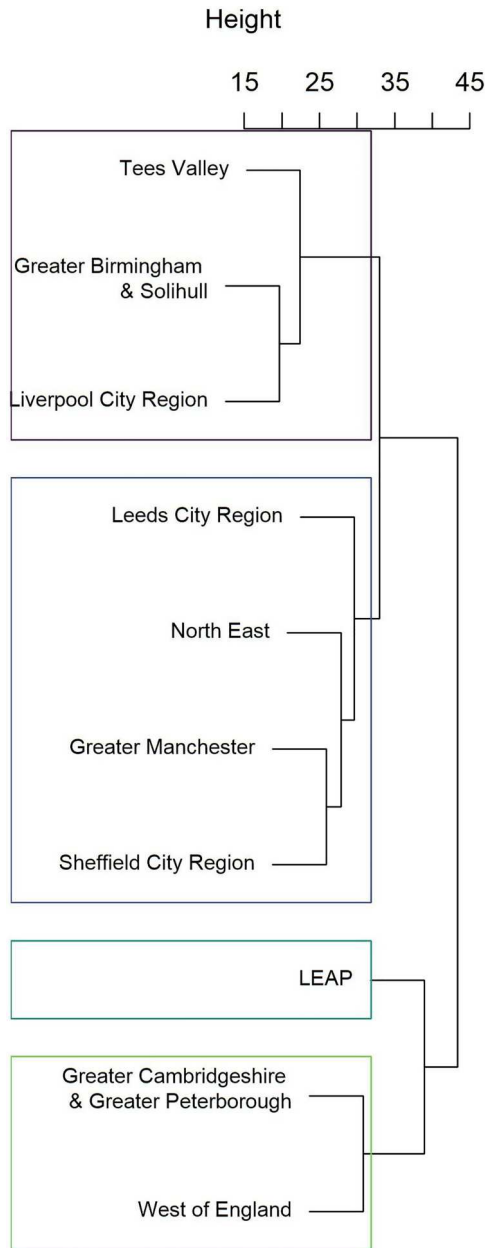 Height
15 25 35 45
Tees Valley
Greater Birmingham
& Solihull
Liverpool City Region
Leeds City Region
North East
Greater Manchester
Sheffield City Region
LEAP
Greater Cambridgeshire
& Greater Peterborough
West of England